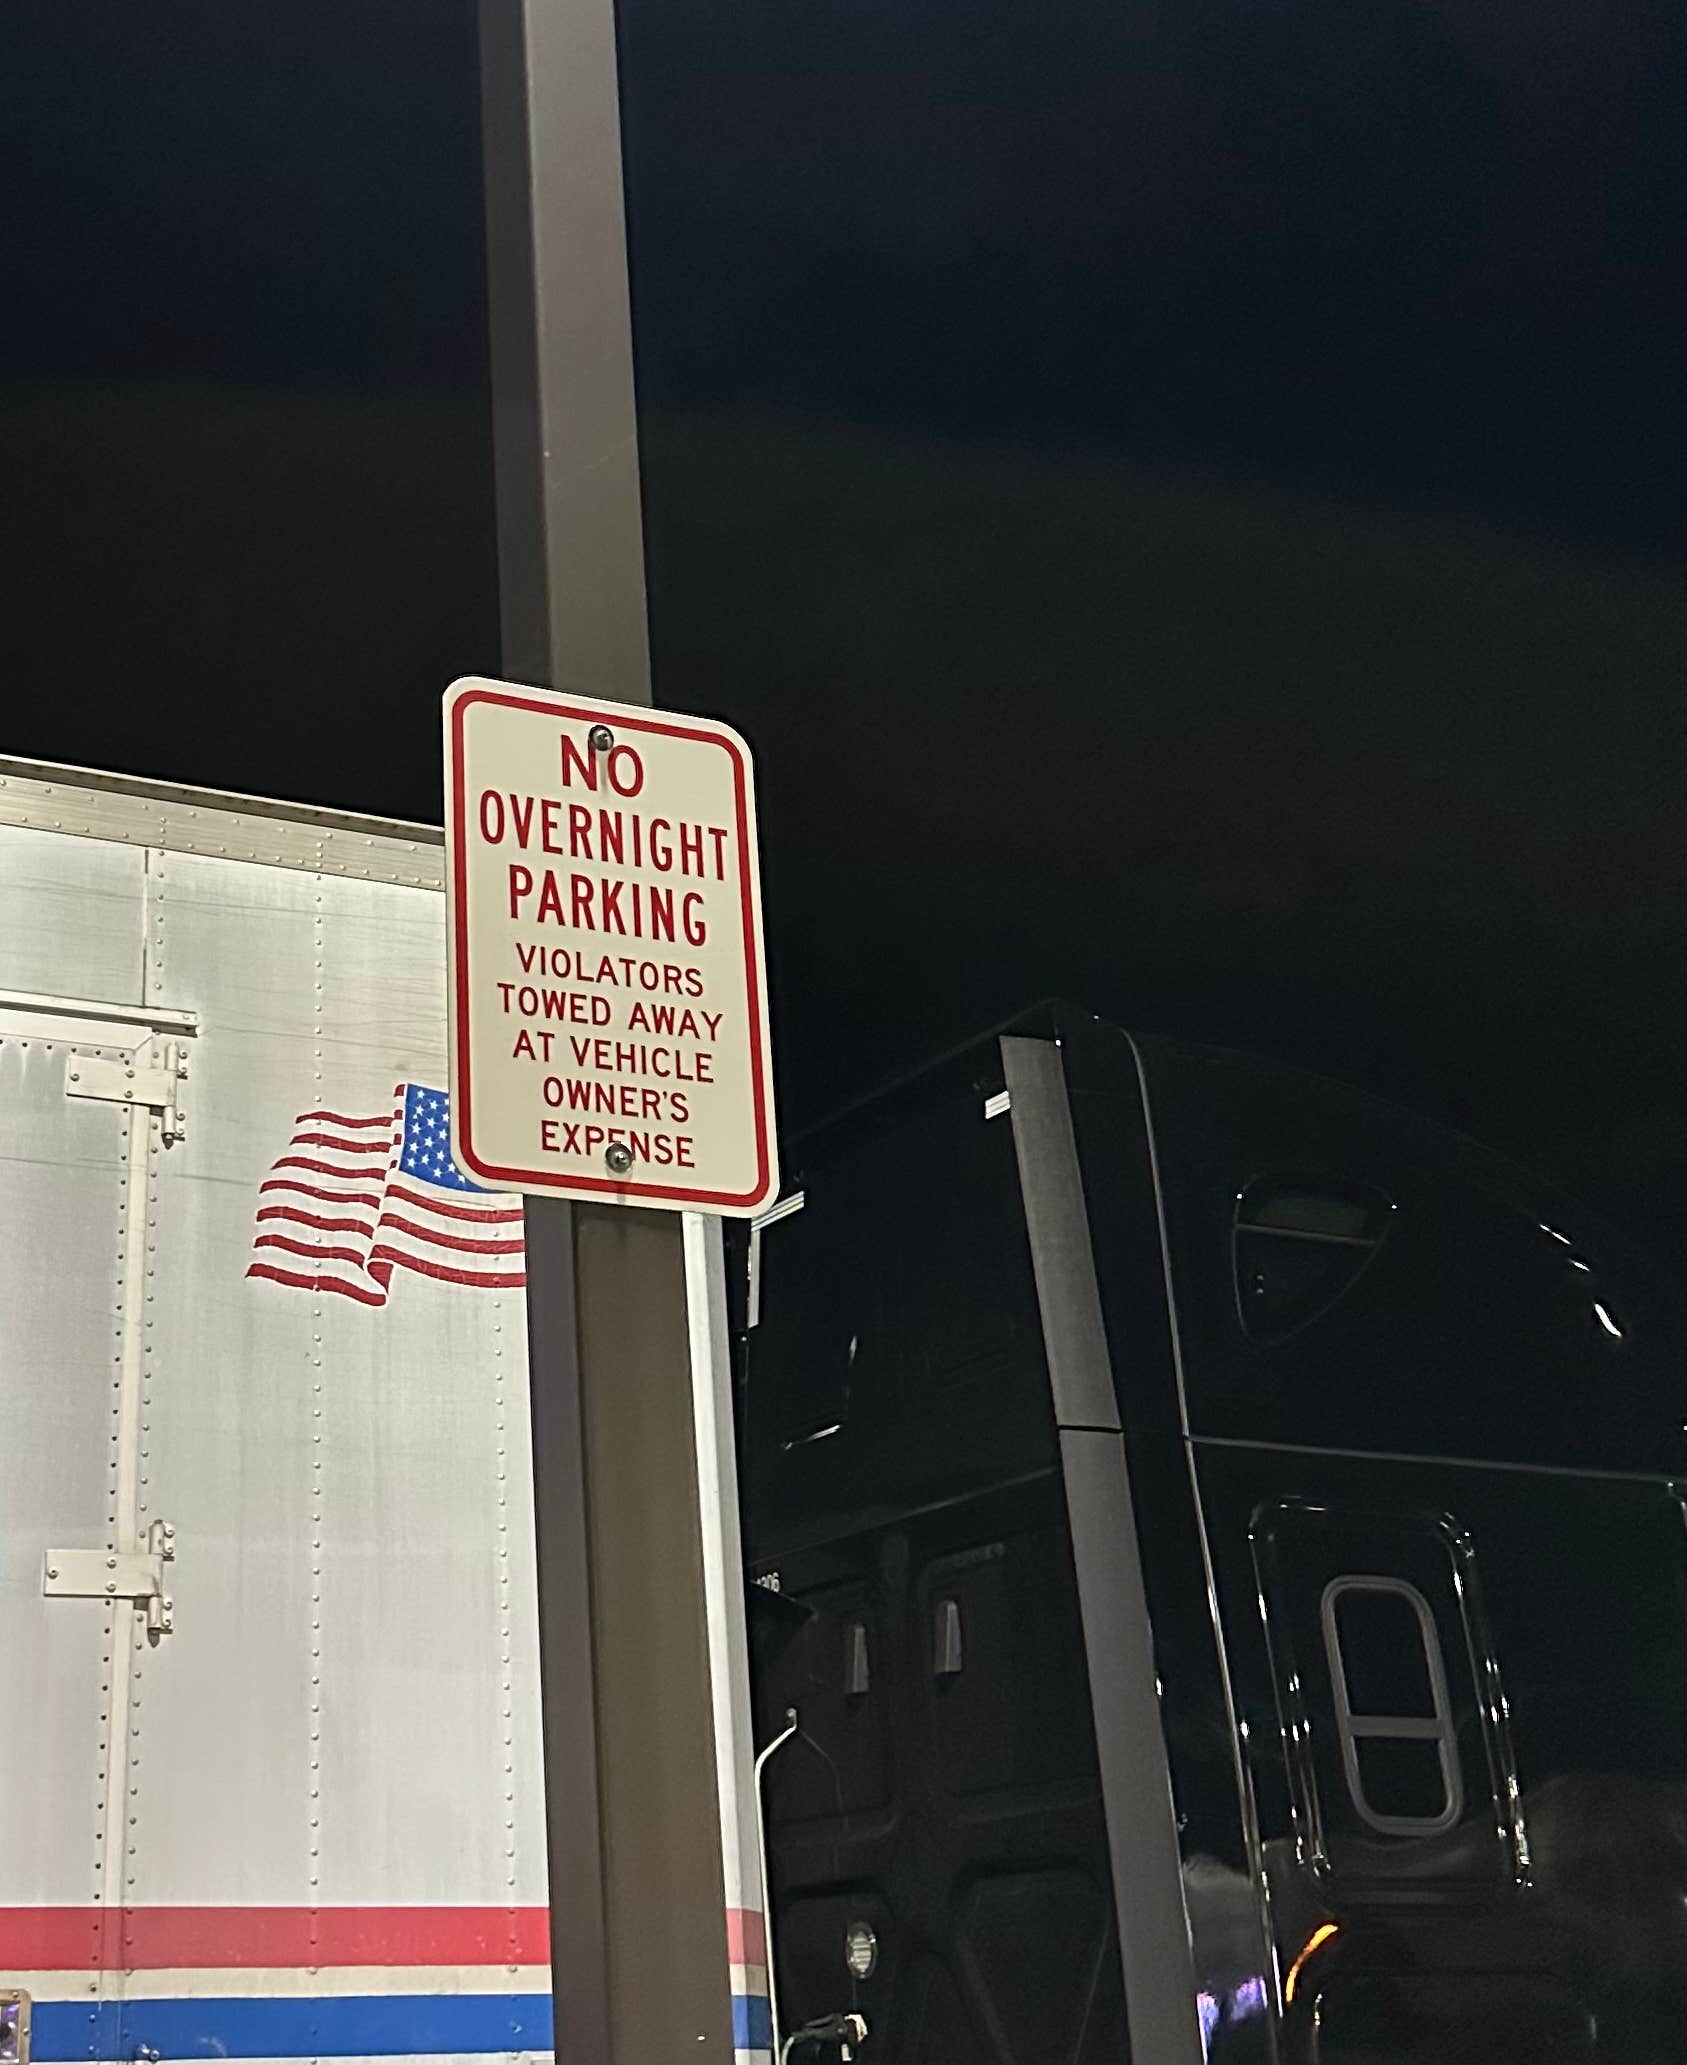 NO
OVERNIGHT
PARKING
VIOLATORS
TOWED AWAY
AT VEHICLE
OWNER'S
EXPENSE